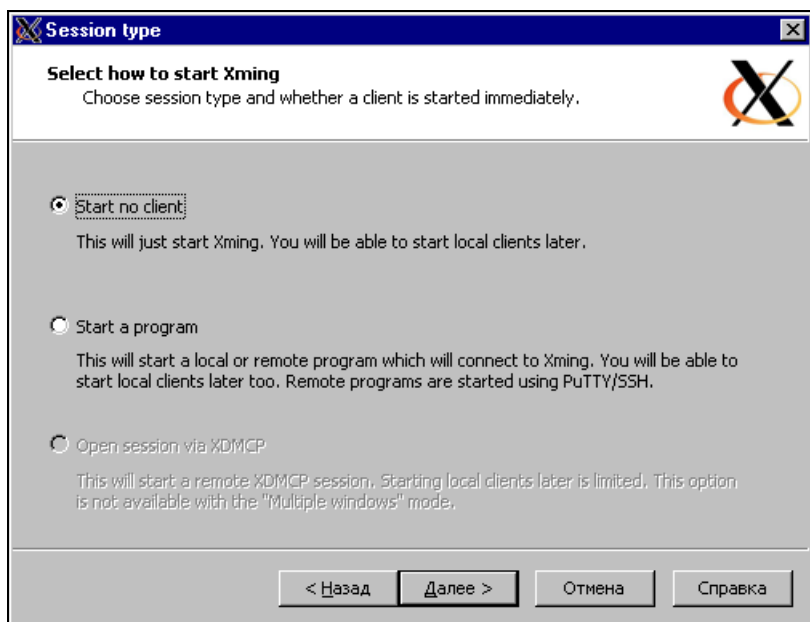 Session type
Select how to start Xming
Choose session type and whether a client is started immediately.
Start no client
This will just start Xming. You will be able to start local clients later.
Start a program
This will start a local or remote program which will connect to Xming. You will be able to
start local clients later too. Remote programs are started using PuTTY/SSH.
Open session via XDMCP
This will start a remote XDMCP session. Starting local clients later is limited. This option
is not available with the "Multiple windows" mode.
< Назад Далее > Отмена Справка